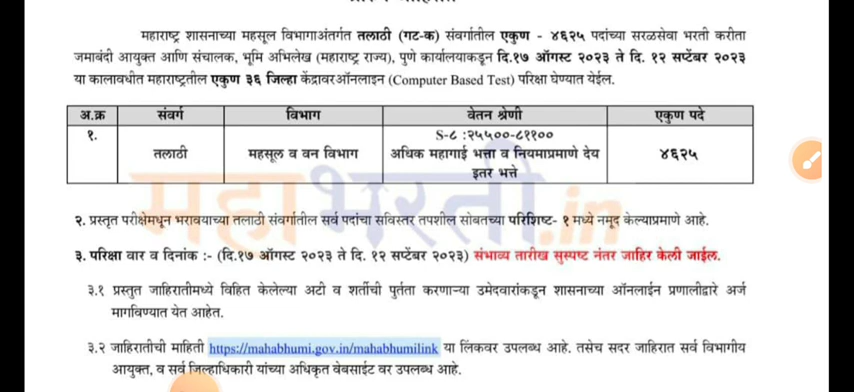 महाराष्ट्र शासनाच्या महसूल विभागाअंतर्गत तलाठी (गट-क) संवर्गातील एकुण - ४६२५ पदांच्या सरळसेवा भरती करीता
जमाबंदी आयुक्त आणि संचालक, भूमि अभिलेख (महाराष्ट्र राज्य), पुणे कार्यालयाकडून दि.१७ ऑगस्ट २०२३ ते दि. १२ सप्टेंबर २०२३
या कालावधीत महाराष्ट्रतील एकुण ३६ जिल्हा केंद्रावरऑनलाइन (Computer Based Test) परिक्षा घेण्यात येईल.
अ.क्र संवर्ग विभाग वेतन श्रेणी एकुण पदे
१. तलाठी महसूल व वन विभाग S-८ :२५५००-८११०० ४६२५
अधिक महागाई भत्ता व नियमाप्रमाणे देय
इतर भत्ते
महाभरती.in
२. प्रस्तृत परीक्षेमधून भरावयाच्या तलाठी संवर्गातील सर्व पदांचा सविस्तर तपशील सोबतच्या परिशिष्ट- १ मध्ये नमूद केल्याप्रमाणे आहे.
३. परिक्षा वार व दिनांक :- (दि.१७ ऑगस्ट २०२३ ते दि. १२ सप्टेंबर २०२३) संभाव्य तारीख सुस्पष्ट नंतर जाहिर केली जाईल.
३.१ प्रस्तुत जाहिरातीमध्ये विहित केलेल्या अटी व शर्तीची पुर्तता करणाऱ्या उमेदवारांकडून शासनाच्या ऑनलाईन प्रणालीद्वारे अर्ज
मागविण्यात येत आहेत.
३.२ जाहिरातीची माहिती https://mahabhumi.gov.in/mahabhumilink या लिंकवर उपलब्ध आहे. तसेच सदर जाहिरात सर्व विभागीय
आयुक्त, व सर्व जिल्हाधिकारी यांच्या अधिकृत वेबसाईट वर उपलब्ध आहे.